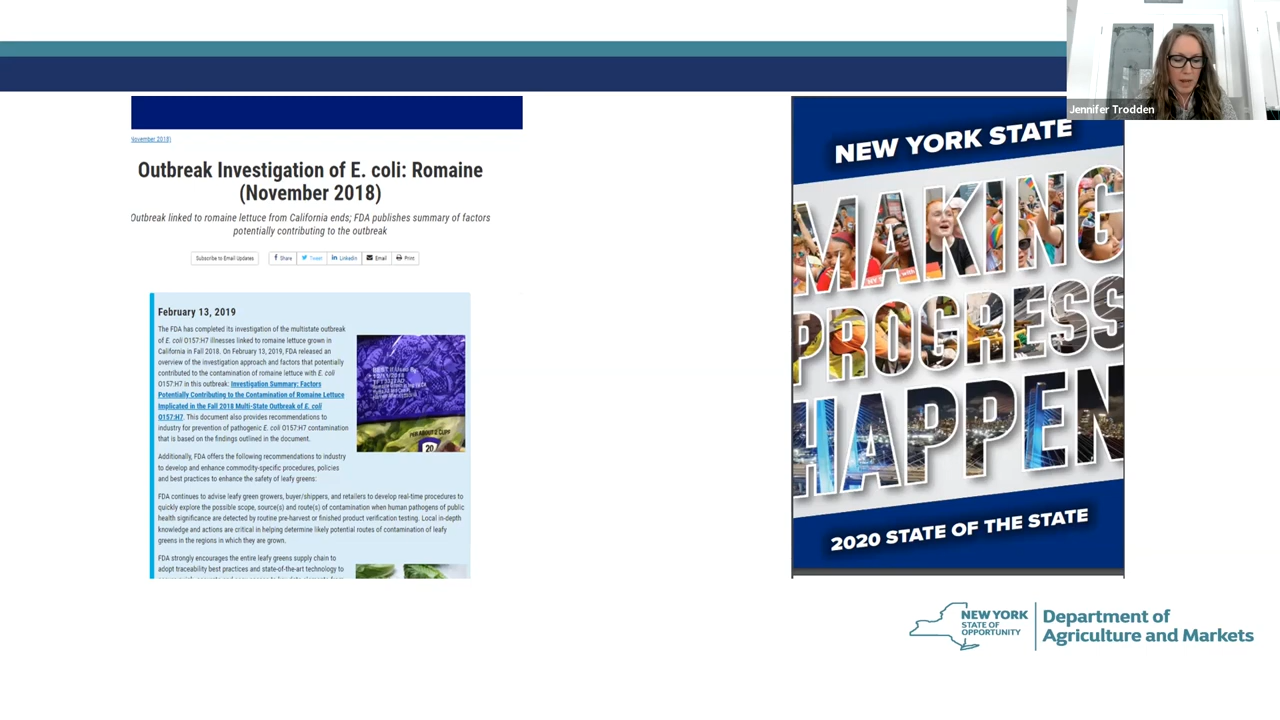 Jennifer Trodden
November 2018)
Outbreak Investigation of E. coli: Romaine
(November 2018)
Outbreak linked to romaine lettuce from California ends; FDA publishes summary of factors
potentially contributing to the outbreak
Subscribe to Email Updates
Share
Tweet
Linkedin
Email
Print
February 13, 2019
The FDA has completed its investigation of the multistate outbreak
of E. coli O157:H7 illnesses linked to romaine lettuce grown in
California in Fall 2018. On February 13, 2019, FDA released an
overview of the investigation approach and factors that potentially
contributed to the contamination of romaine lettuce with E. coli
O157:H7 in this outbreak: Investigation Summary: Factors
Potentially Contributing to the Contamination of Romaine Lettuce
Implicated in the Fall 2018 Multi-State Outbreak of E. coli
O157:H7. This document also provides recommendations to
industry for prevention of pathogenic E. coli O157:H7 contamination
that is based on the findings outlined in the document.
BEST
20
Additionally, FDA offers the following recommendations to industry
to develop and enhance commodity-specific procedures, policies
and best practices to enhance the safety of leafy greens:
FDA continues to advise leafy green growers, buyer/shippers, and retailers to develop real-time procedures to
quickly explore the possible scope, source(s) and route(s) of contamination when human pathogens of public
health significance are detected by routine pre-harvest or finished product verification testing. Local in-depth
knowledge and actions are critical in helping determine likely potential routes of contamination of leafy
greens in the regions in which they are grown.
FDA strongly encourages the entire leafy greens supply chain to
adopt traceability best practices and state-of-the-art technology to
NEW YORK STATE
MAKING
PROGRESS
HAPPEN
2020 STATE OF THE STATE
NEW YORK
STATE OF
OPPORTUNITY
Department of
Agriculture and Markets